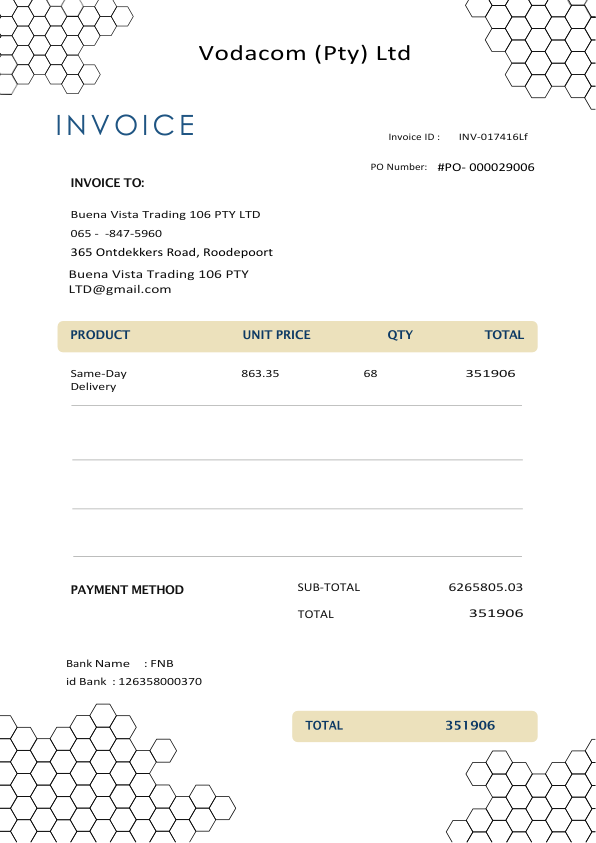 Vodacom (Pty) Ltd
INVOICE
Invoice ID : INV-017416Lf
PO Number: #PO- 000029006
INVOICE TO:
Buena Vista Trading 106 PTY LTD
065 - -847-5960
365 Ontdekkers Road, Roodepoort
Buena Vista Trading 106 PTY
LTD@gmail.com
PRODUCT UNIT PRICE QTY TOTAL
Same-Day 863.35 68 351906
Delivery
PAYMENT METHOD
SUB-TOTAL 6265805.03
TOTAL 351906
Bank Name : FNB
id Bank : 126358000370
TOTAL 351906